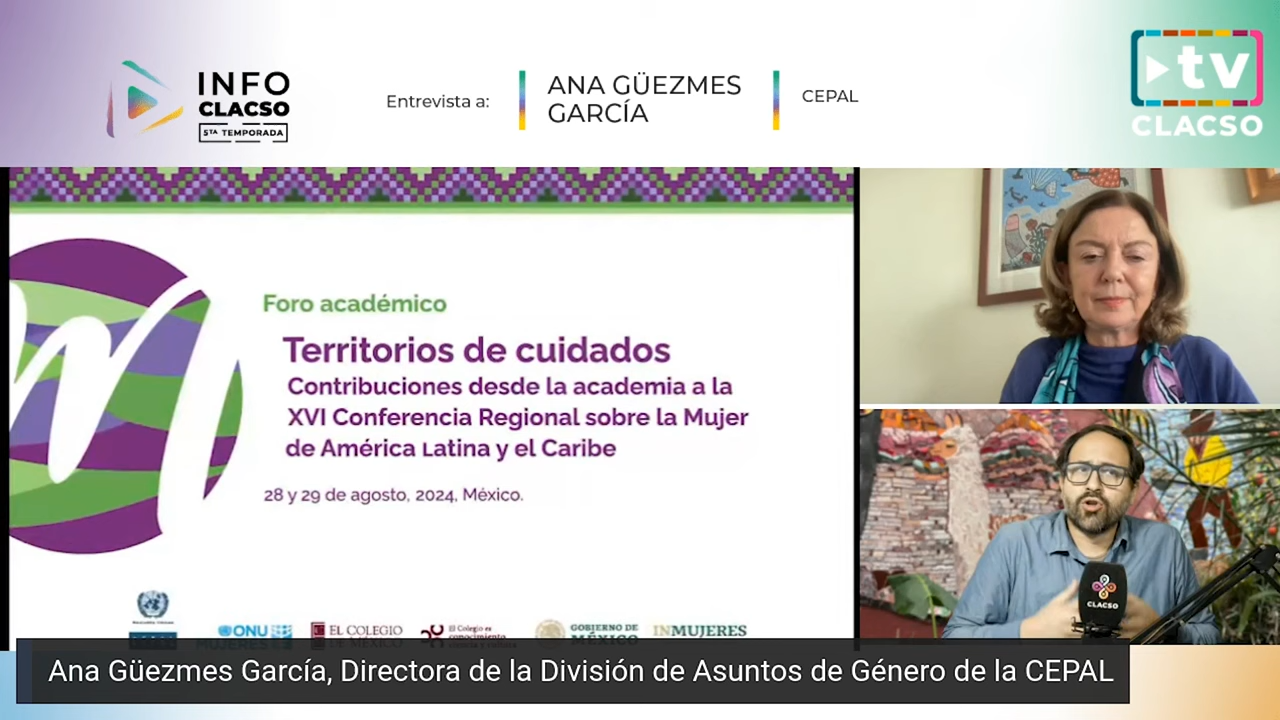 INFO
CLACSO
5TA TEMPORADA
Entrevista a:
ANA GÜEZMES
GARCÍA
CEPAL
tv
CLACSO
Foro académico
Territorios de cuidados
Contribuciones desde la academia a la
XVI Conferencia Regional sobre la Mujer
de América Latina y el Caribe
28 y 29 de agosto, 2024, México.
ONU
MUJERES
EL COLEGIO
DE MÉXICO
GOBIERNO DE
MÉXICO
INMUJERES
CLACSO
Ana Güezmes García, Directora de la División de Asuntos de Género de la CEPAL